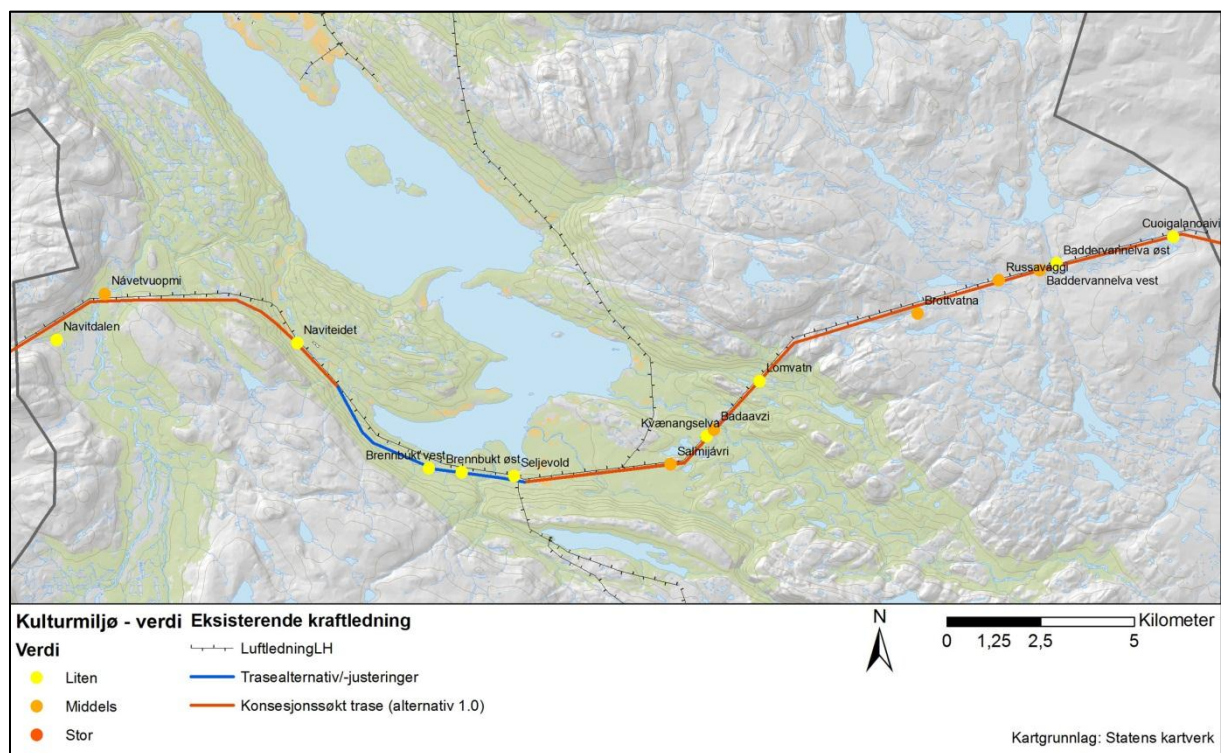 Cuoigalanoaivi
Baddervannelva øst
Russavaggi
Baddervannelva vest
Návetvuopmi
Brottvatna
Navitdalen
Naviteidet
Lomvatn
Kvænangselva
Badaavzi
Brennbukt vest
Brennbukt øst
Seljevold
Salmijávri
Kulturmiljø - verdi
Verdi
Liten
Middels
Stor
Eksisterende kraftledning
LuftledningLH
Trasealternativ/-justeringer
Konsesjonssøkt trase (alternativ 1.0)
N
Kilometer
0 1,25 2,5 5
Kartgrunnlag: Statens kartverk